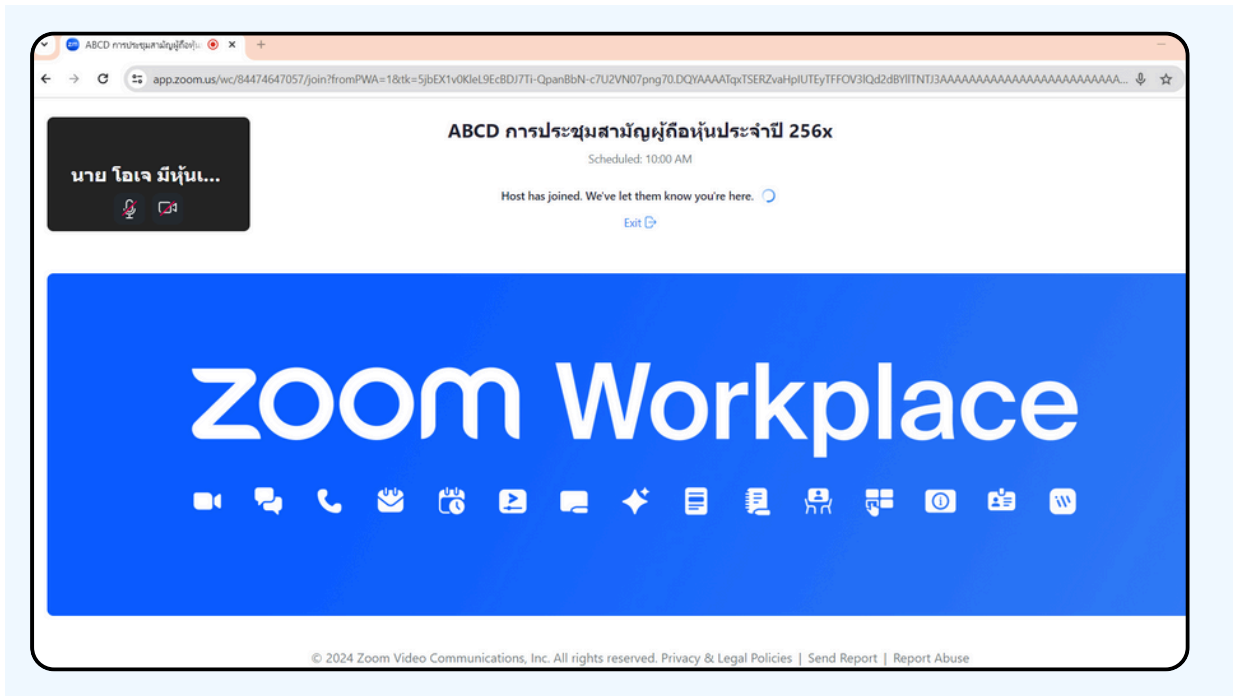 ABCD การประชุมสามัญผู้ถือหุ้น
app.zoom.us/wc/84474647057/join?fromPWA=1&tk=
ABCD การประชุมสามัญผู้ถือหุ้นประจำปี 256x
Scheduled: 10:00 AM
นาย โอเจ มีหุ้นเ...
Host has joined. We've let them know you're here.
Exit
zoom Workplace
© 2024 Zoom Video Communications, Inc. All rights reserved. Privacy & Legal Policies | Send Report | Report Abuse